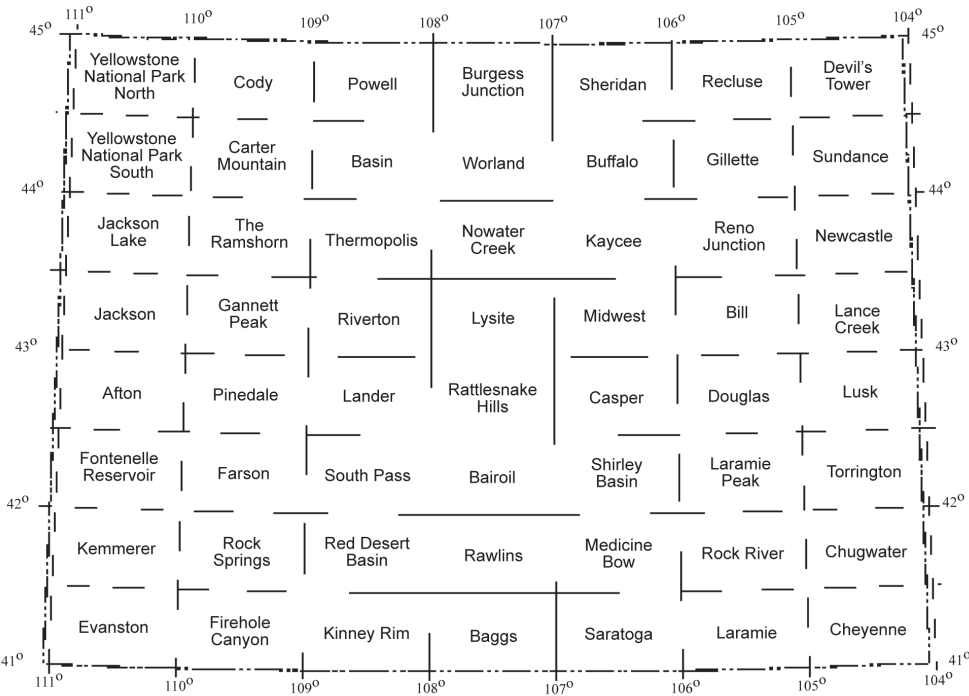 111° 110° 109° 108° 107° 106° 105° 104°
45° 45°
Yellowstone
National Park
North
Cody
Powell
Burgess
Junction
Sheridan
Recluse
Devil's
Tower
Yellowstone
National Park
South
Carter
Mountain
Basin
Worland
Buffalo
Gillette
Sundance
44° 44°
Jackson
Lake
The
Ramshorn
Thermopolis
Nowater
Creek
Kaycee
Reno
Junction
Newcastle
Jackson
Gannett
Peak
Riverton
Lysite
Midwest
Bill
Lance
Creek
43° 43°
Afton
Pinedale
Lander
Rattlesnake
Hills
Casper
Douglas
Lusk
Fontenelle
Reservoir
Farson
South Pass
Bairoil
Shirley
Basin
Laramie
Peak
Torrington
42° 42°
Kemmerer
Rock
Springs
Red Desert
Basin
Rawlins
Medicine
Bow
Rock River
Chugwater
Evanston
Firehole
Canyon
Kinney Rim
Baggs
Saratoga
Laramie
Cheyenne
41° 41°
111° 110° 109° 108° 107° 106° 105° 104°